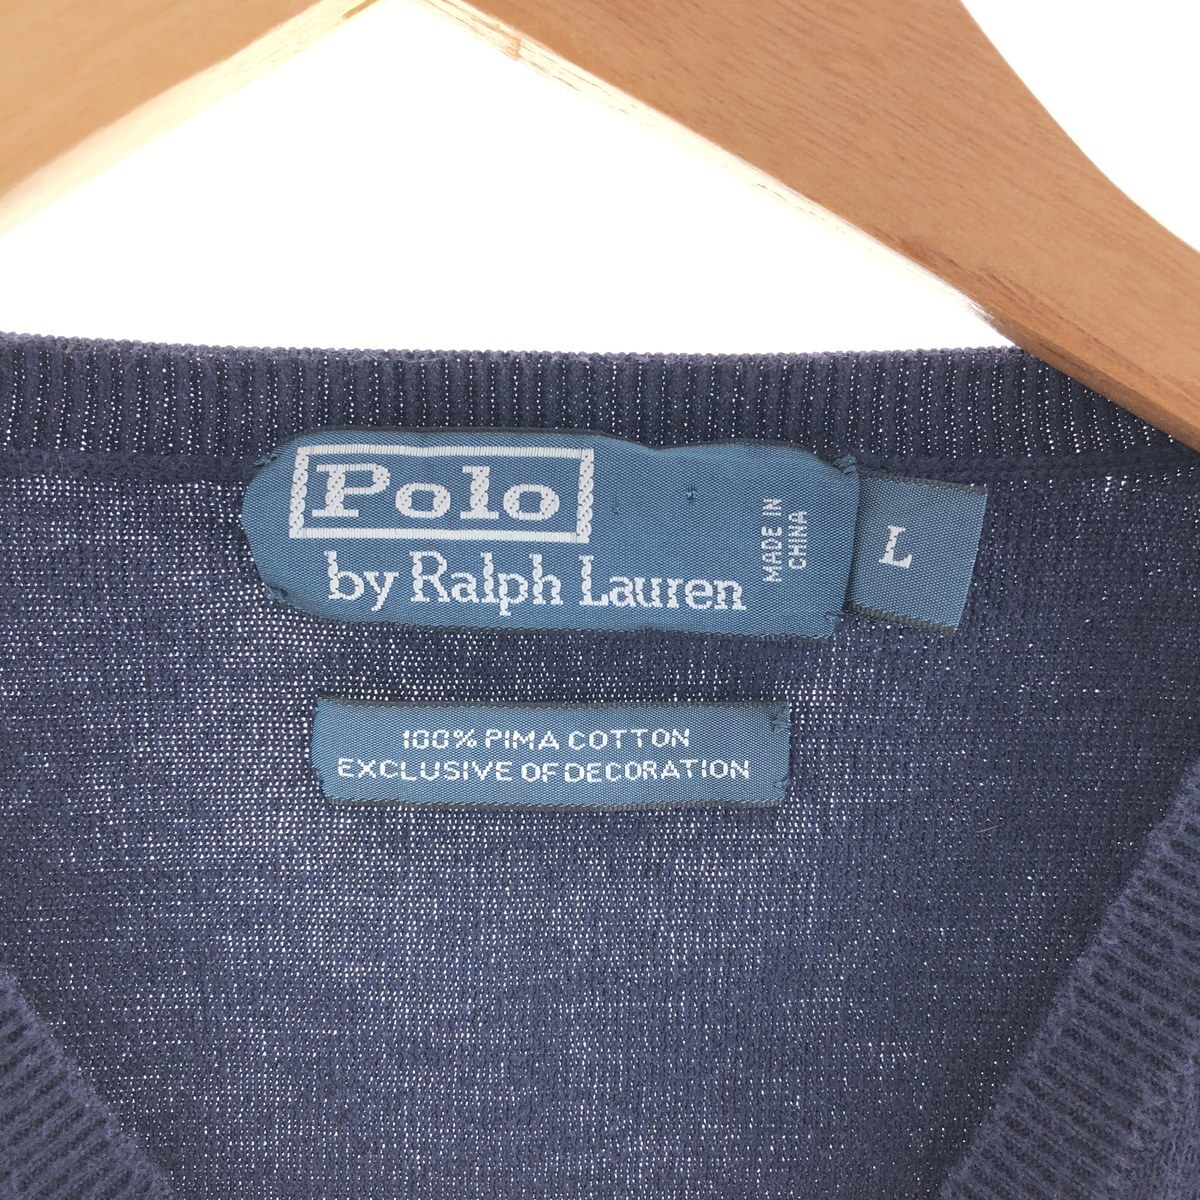 Polo
by Ralph Lauren
MADE IN
CHINA
L
100% PIMA COTTON
EXCLUSIVE OF DECORATION